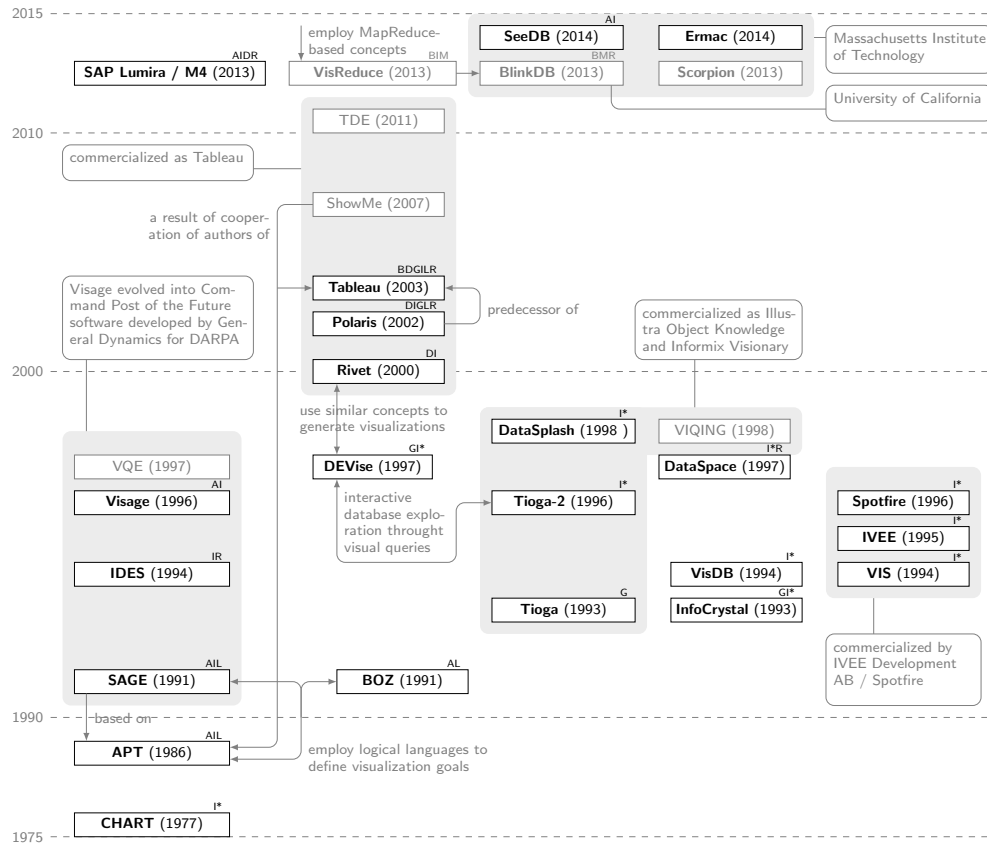 2015
employ MapReduce-
based concepts
AI
SeeDB (2014)
Ermac (2014)
Massachusetts Institute
of Technology
AIDR
SAP Lumira / M4 (2013)
BIM
VisReduce (2013)
BMR
BlinkDB (2013)
Scorpion (2013)
University of California
TDE (2011)
2010
commercialized as Tableau
ShowMe (2007)
a result of cooper-
ation of authors of
BDGILR
Tableau (2003)
DIGLR
Polaris (2002)
predecessor of
Visage evolved into Com-
mand Post of the Future
software developed by Gen-
eral Dynamics for DARPA
commercialized as Illus-
tra Object Knowledge
and Informix Visionary
DI
Rivet (2000)
2000
use similar concepts to
generate visualizations
I*
DataSplash (1998 )
VIQING (1998)
VQE (1997)
GI*
DEVise (1997)
I*R
DataSpace (1997)
AI
Visage (1996)
interactive
database explo-
ration throught
visual queries
I*
Tioga-2 (1996)
I*
Spotfire (1996)
I*
IVEE (1995)
IR
IDES (1994)
I*
VisDB (1994)
I*
VIS (1994)
G
Tioga (1993)
GI*
InfoCrystal (1993)
commercialized by
IVEE Development
AB / Spotfire
AIL
SAGE (1991)
AL
BOZ (1991)
1990
based on
AIL
APT (1986)
employ logical languages to
define visualization goals
I*
CHART (1977)
1975